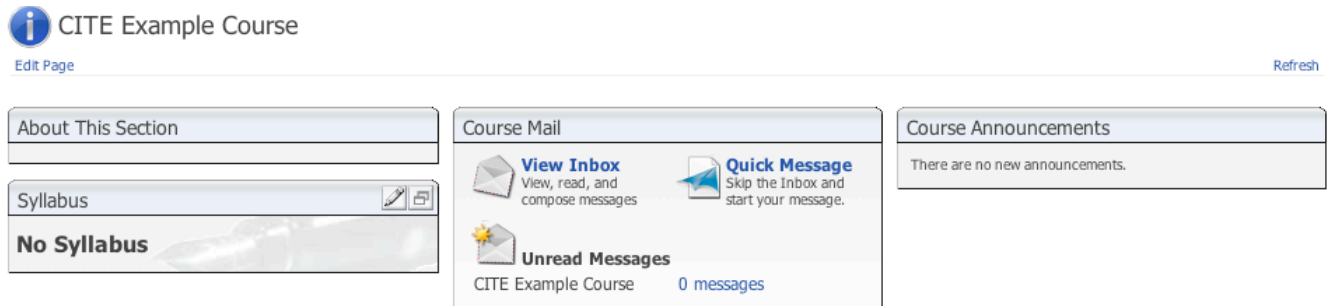 CITE Example Course
Edit Page
Refresh
About This Section
Syllabus
No Syllabus
Course Mail
View Inbox
View, read, and
compose messages
Quick Message
Skip the Inbox and
start your message.
Unread Messages
CITE Example Course 0 messages
Course Announcements
There are no new announcements.